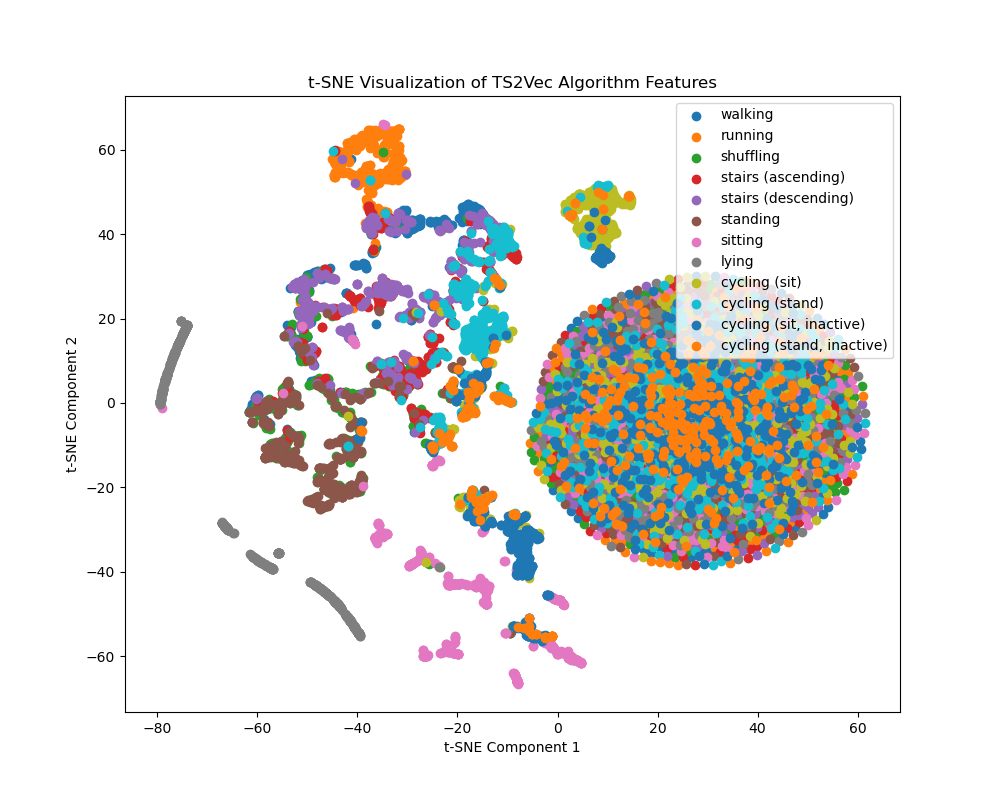 t-SNE Visualization of TS2Vec Algorithm Features
walking
running
shuffling
stairs (ascending)
stairs (descending)
standing
sitting
lying
cycling (sit)
cycling (stand)
cycling (sit, inactive)
cycling (stand, inactive)
60
40
20
0
−20
−40
−60
t-SNE Component 2
−80
−60
−40
−20
0
20
40
60
t-SNE Component 1